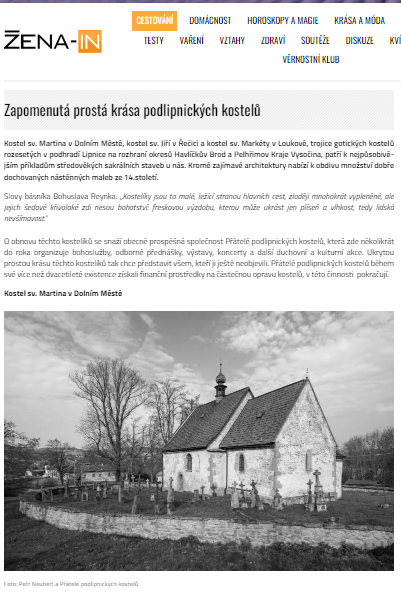 CESTOVÁNÍ DOMÁCNOST HOROSKOPY A MAGIE KRÁSA A MÓDA
ŽENA-IN
TESTY VAŘENÍ VZTAHY ZDRAVÍ SOUTĚŽE DISKUZE KVÍ
VĚRNOSTNÍ KLUB
Zapomenutá prostá krása podlipnických kostelů
Kostel sv. Martina v Dolním Městě, kostel sv. Jiří v Řečici a kostel sv. Markéty v Loukově, trojice gotických kostelů
rozesetých v podhradí Lipnice na rozhraní okresů Havlíčkův Brod a Pelhřimov Kraje Vysočina, patří k nejpůsobivěj-
ším příkladům středověkých sakrálních staveb u nás. Kromě zajímavé architektury nabízí k obdivu množství dobře
dochovaných nástěnných maleb ze 14.století.
Slovy básníka Bohuslava Reynka: „Kostelíky jsou to malé, ležící stranou hlavních cest, zloději mnohokrát vyplenéné, ale
jejich šedavé křivolaké zdi nesou bohatství: freskovou výzdobu, kterou může ukrást jen plíseň a vlhkost, tedy lidská
nevšímavost“
O obnovu těchto kostelíků se snaží obecně prospěšná společnost Přátelé podlipnických kostelů, která zde několikrát
do roka organizuje bohoslužby, odborné přednášky, výstavy, koncerty a další duchovní a kulturní akce. Ukrytou
prostou krásu těchto kostelíků tak chce představit všem, kteří ji ještě neobjevili. Přátelé podlipnických kostelů během
své více než dvacetileté existence získali finanční prostředky na částečnou opravu kostelů, v této činnosti pokračují.
Kostel sv. Martina v Dolním Městě
Foto: Petr Neubert a Přátelé podlipnických kostelů